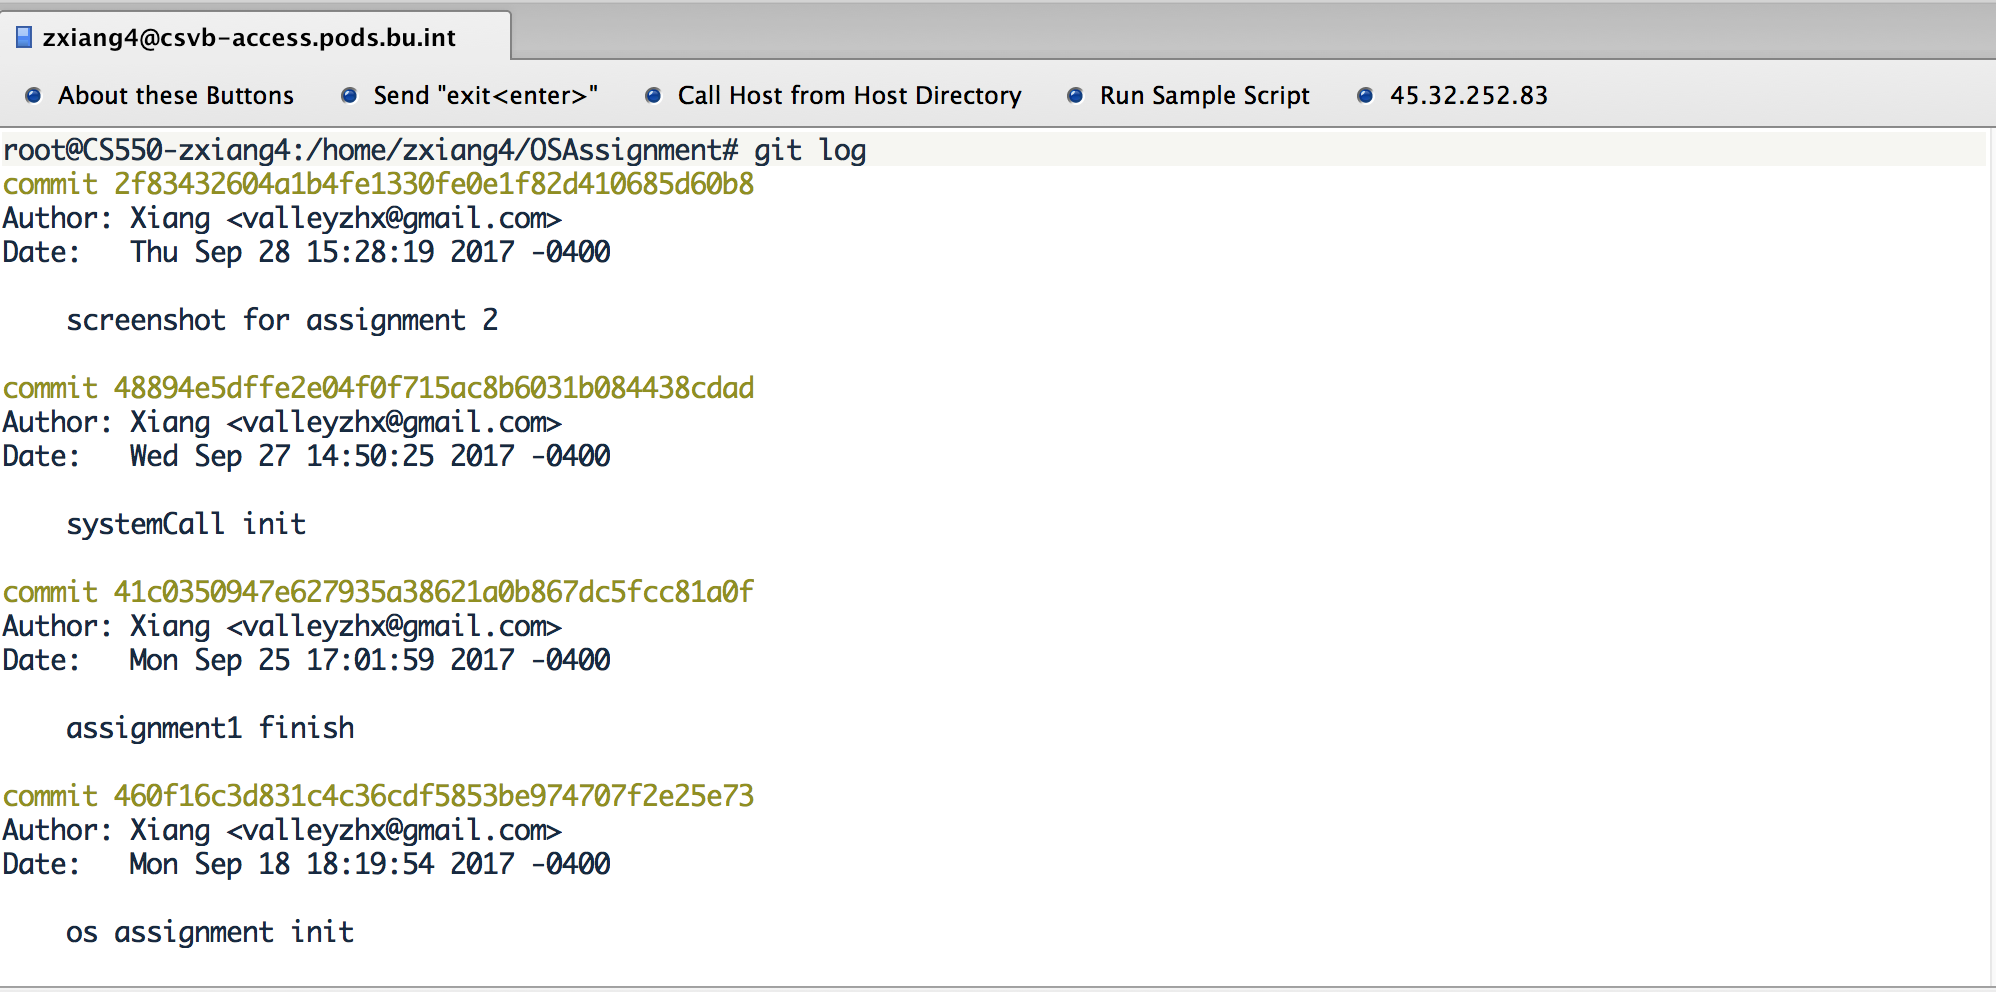 zxiang4@csvb-access.pods.bu.int
About these Buttons Send "exit<enter>" Call Host from Host Directory Run Sample Script 45.32.252.83
root@CS550-zxiang4:/home/zxiang4/OSAssignment# git log
commit 2f83432604a1b4fe1330fe0e1f82d410685d60b8
Author: Xiang <valleyzhx@gmail.com>
Date:   Thu Sep 28 15:28:19 2017 -0400

    screenshot for assignment 2

commit 48894e5dffe2e04f0f715ac8b6031b084438cdad
Author: Xiang <valleyzhx@gmail.com>
Date:   Wed Sep 27 14:50:25 2017 -0400

    systemCall init

commit 41c0350947e627935a38621a0b867dc5fcc81a0f
Author: Xiang <valleyzhx@gmail.com>
Date:   Mon Sep 25 17:01:59 2017 -0400

    assignment1 finish

commit 460f16c3d831c4c36cdf5853be974707f2e25e73
Author: Xiang <valleyzhx@gmail.com>
Date:   Mon Sep 18 18:19:54 2017 -0400

    os assignment init